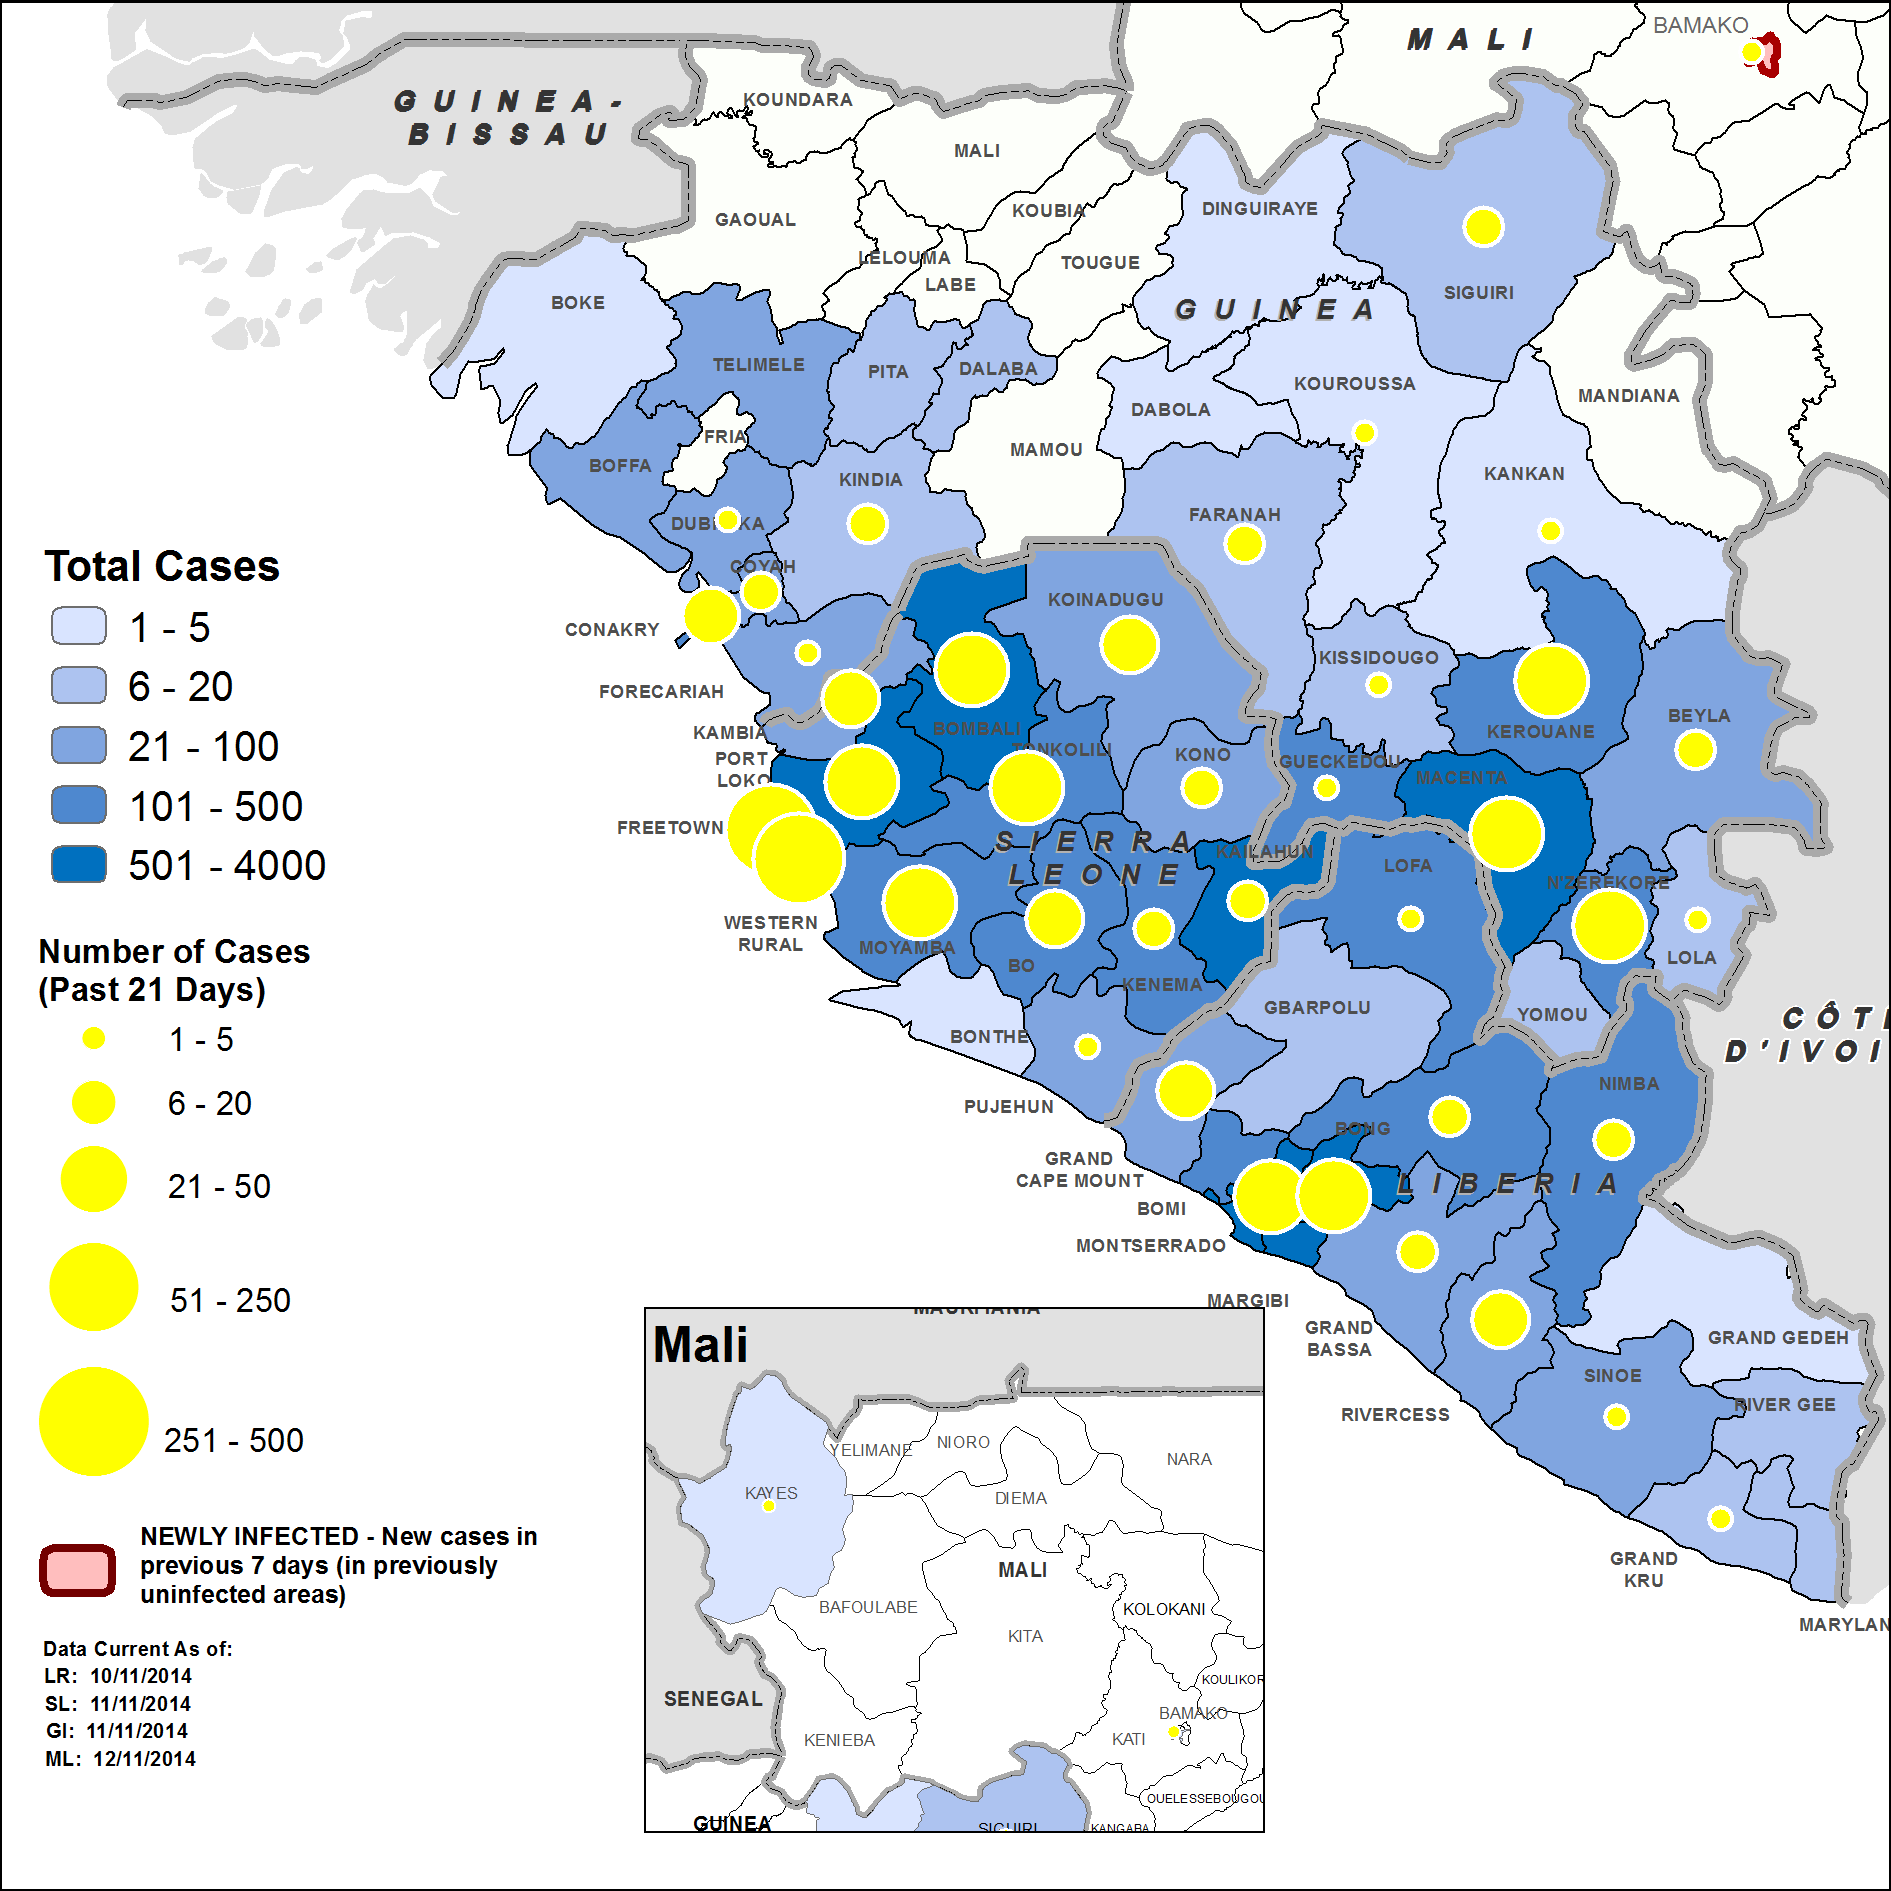 GUINEA-
BISSAU
MALI
BAMAKO
KOUNDARA
MALI
GAOUAL
KOUBIA
DINGUIRAYE
LELOUMA
LABE
TOUGUE
SIGUIRI
BOKE
GUINEA
TELIMELE
PITA
DALABA
KOUROUSSA
MANDIANA
DABOLA
FRIA
MAMOU
BOFFA
KINDIA
KANKAN
FARANAH
COYAH
CONAKRY
KOINADUGU
KISSIDOUGO
FORECARIAH
KAMBIA
BOMBALI
KEROUANE
BEYLA
PORT
LOKO
TONKOLILI
KONO
GUECKEDOU
MACENTA
FREETOWN
SIERRA
LEONE
KAILAHUN
LOFA
N'ZEREKORE
WESTERN
RURAL
MOYAMBA
BO
KENEMA
LOLA
GBARPOLU
YOMOU
CÔTE
D'IVOI
BONTHE
NIMBA
PUJEHUN
BONG
GRAND
CAPE MOUNT
LIBERIA
BOMI
MONTSERRADO
MARGIBI
GRAND
BASSA
GRAND GEDEH
SINOE
RIVER GEE
RIVERCESS
GRAND
KRU
MARYLAN
Total Cases
1 - 5
6 - 20
21 - 100
101 - 500
501 - 4000
Number of Cases
(Past 21 Days)
1 - 5
6 - 20
21 - 50
51 - 250
251 - 500
NEWLY INFECTED - New cases in
previous 7 days (in previously
uninfected areas)
Data Current As of:
LR: 10/11/2014
SL: 11/11/2014
GI: 11/11/2014
ML: 12/11/2014
MAURITANIA
Mali
YELIMANE
NIORO
NARA
KAYES
DIEMA
MALI
BAFOULABE
KOLOKANI
KITA
KOULIKOR
SENEGAL
BAMAKO
KENIEBA
KATI
OUELESSEBOUGOU
GUINEA
SIGUIRI
KANGABA